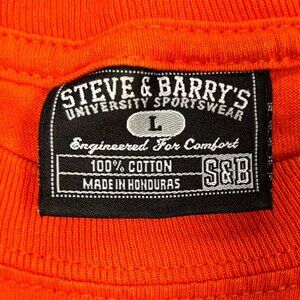 STEVE & BARRY'S
UNIVERSITY SPORTSWEAR
L
Engineered For Comfort
100% COTTON
MADE IN HONDURAS
S&B